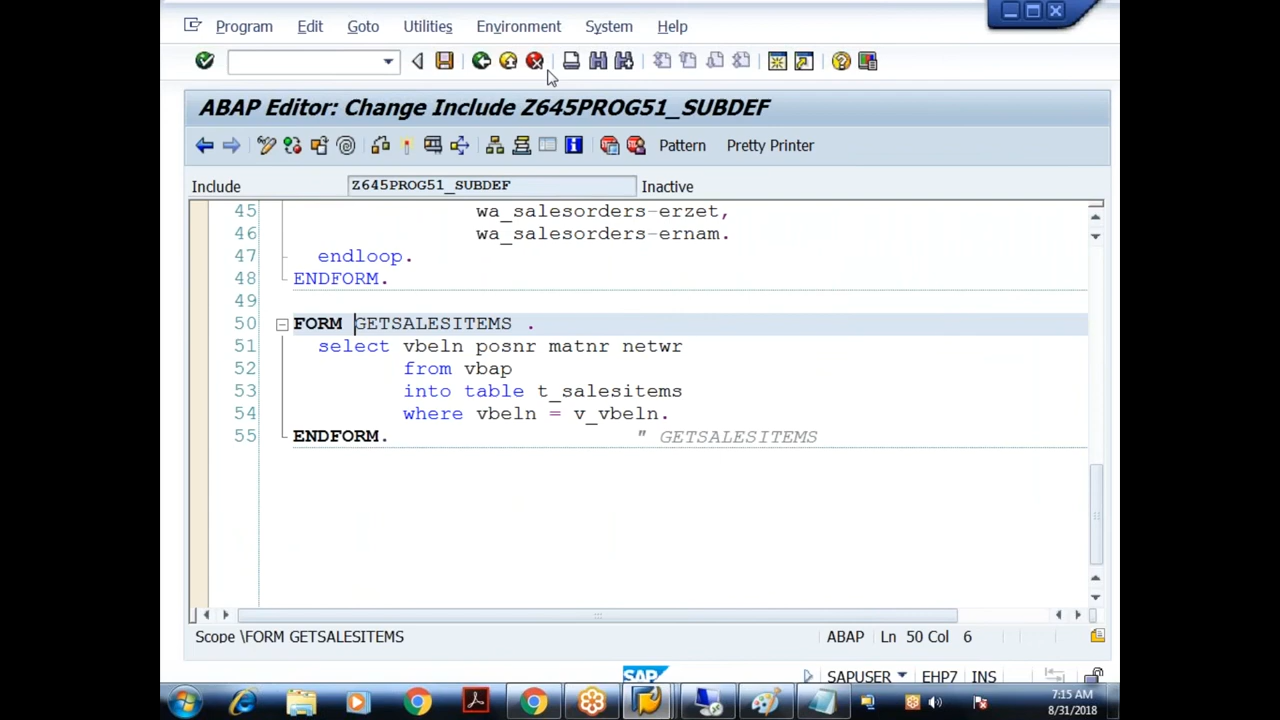 Program Edit Goto Utilities Environment System Help
ABAP Editor: Change Include Z645PROG51_SUBDEF
Pattern Pretty Printer
Include Z645PROG51_SUBDEF Inactive
45 wa_salesorders-erzet,
46 wa_salesorders-ernam.
47 endloop.
48 ENDFORM.
49
50 FORM GETSALESITEMS .
51 select vbeln posnr matnr netwr
52 from vbap
53 into table t_salesitems
54 where vbeln = v_vbeln.
55 ENDFORM. " GETSALESITEMS
Scope \FORM GETSALESITEMS ABAP Ln 50 Col 6
SAP SAPUSER EHP7 INS
7:15 AM
8/31/2018